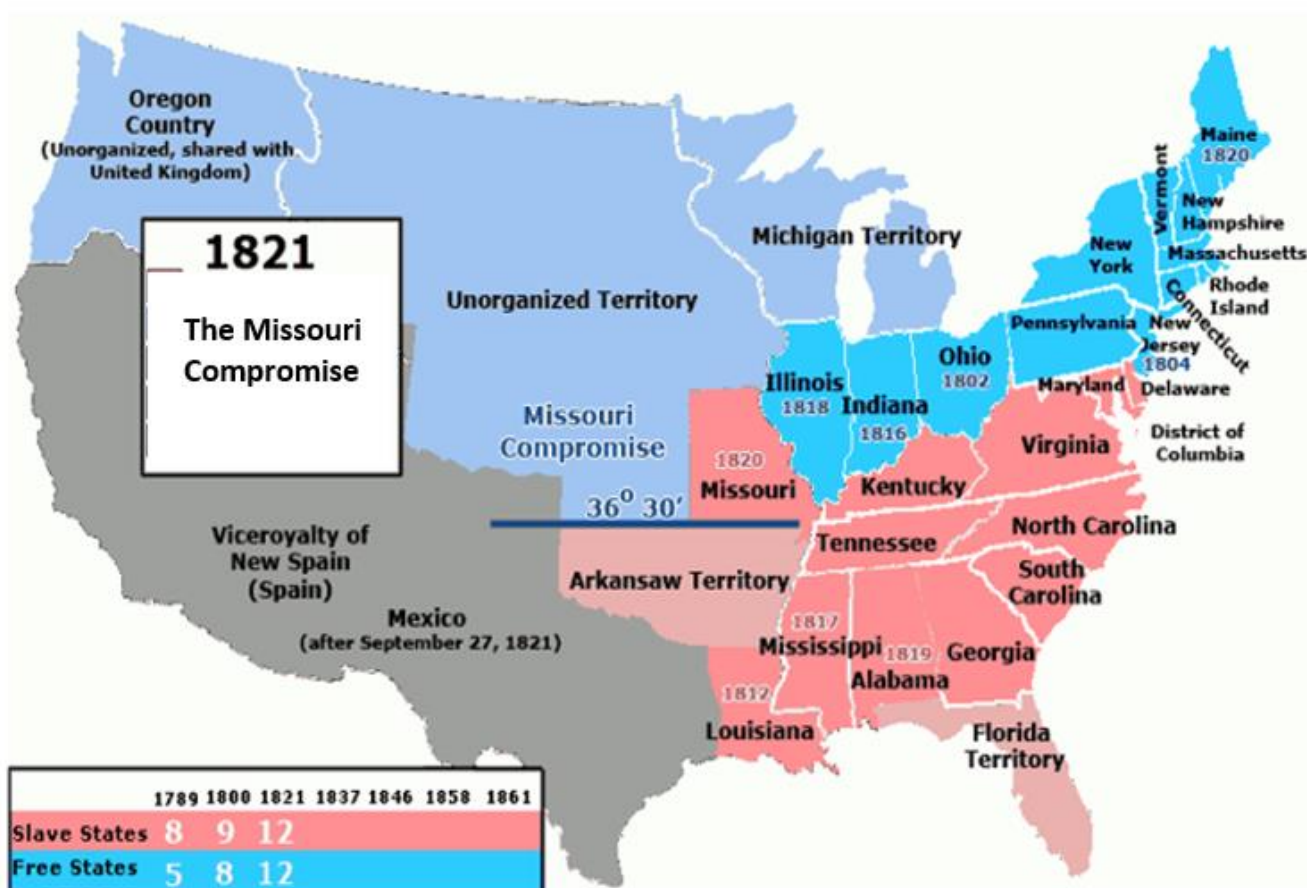 Oregon
Country
(Unorganized, shared with
United Kingdom)
1821
The Missouri
Compromise
Unorganized Territory
Michigan Territory
Maine
1820
Vermont
New
Hampshire
Massachusetts
New
York
Rhode
Island
Connecticut
Pennsylvania
New
Jersey
1804
Ohio
1802
Illinois
1818
Indiana
1816
Maryland
Delaware
District of
Columbia
Virginia
Missouri
Compromise
1820
Missouri
Kentucky
36° 30'
North Carolina
Tennessee
South
Carolina
Viceroyalty of
New Spain
(Spain)
Arkansaw Territory
Mexico
(after September 27, 1821)
1817
Mississippi
1819
Alabama
Georgia
1812
Louisiana
Florida
Territory
1789 1800 1821 1837 1846 1858 1861
Slave States 8 9 12
Free States 5 8 12